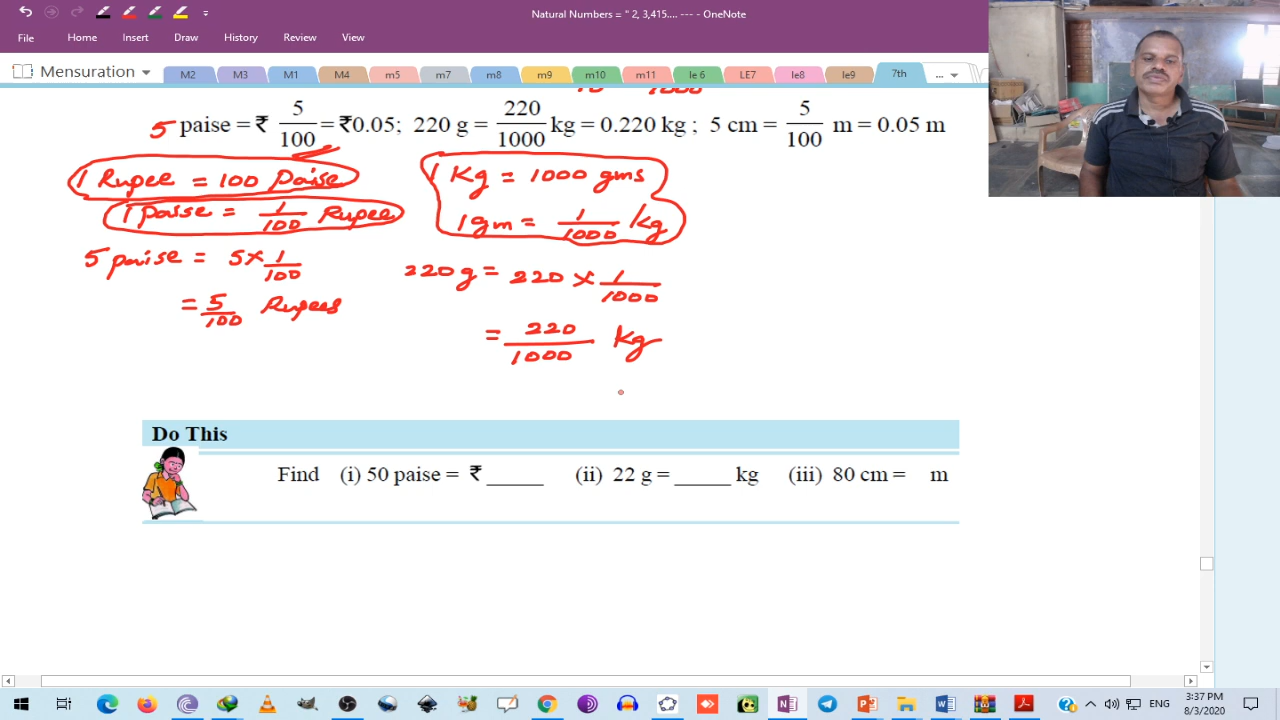 Natural Numbers = " 2, 3,415.... --- - OneNote
File Home Insert Draw History Review View
Mensuration M2 M3 M1 M4 m5 m7 m8 m9 m10 m11 le 6 LE7 le8 le9 7th ...
5 paise = ₹ 5/100 = ₹0.05; 220 g = 220/1000 kg = 0.220 kg ; 5 cm = 5/100 m = 0.05 m
1 Rupee = 100 Paise
1 paise = 1/100 Rupee
5 paise = 5 × 1/100
= 5/100 Rupees
1 Kg = 1000 gms
1 gm = 1/1000 kg
220 g = 220 × 1/1000
= 220/1000 Kg
Do This
Find (i) 50 paise = ₹ _____ (ii) 22 g = _____ kg (iii) 80 cm = m
ENG 3:37 PM
8/3/2020